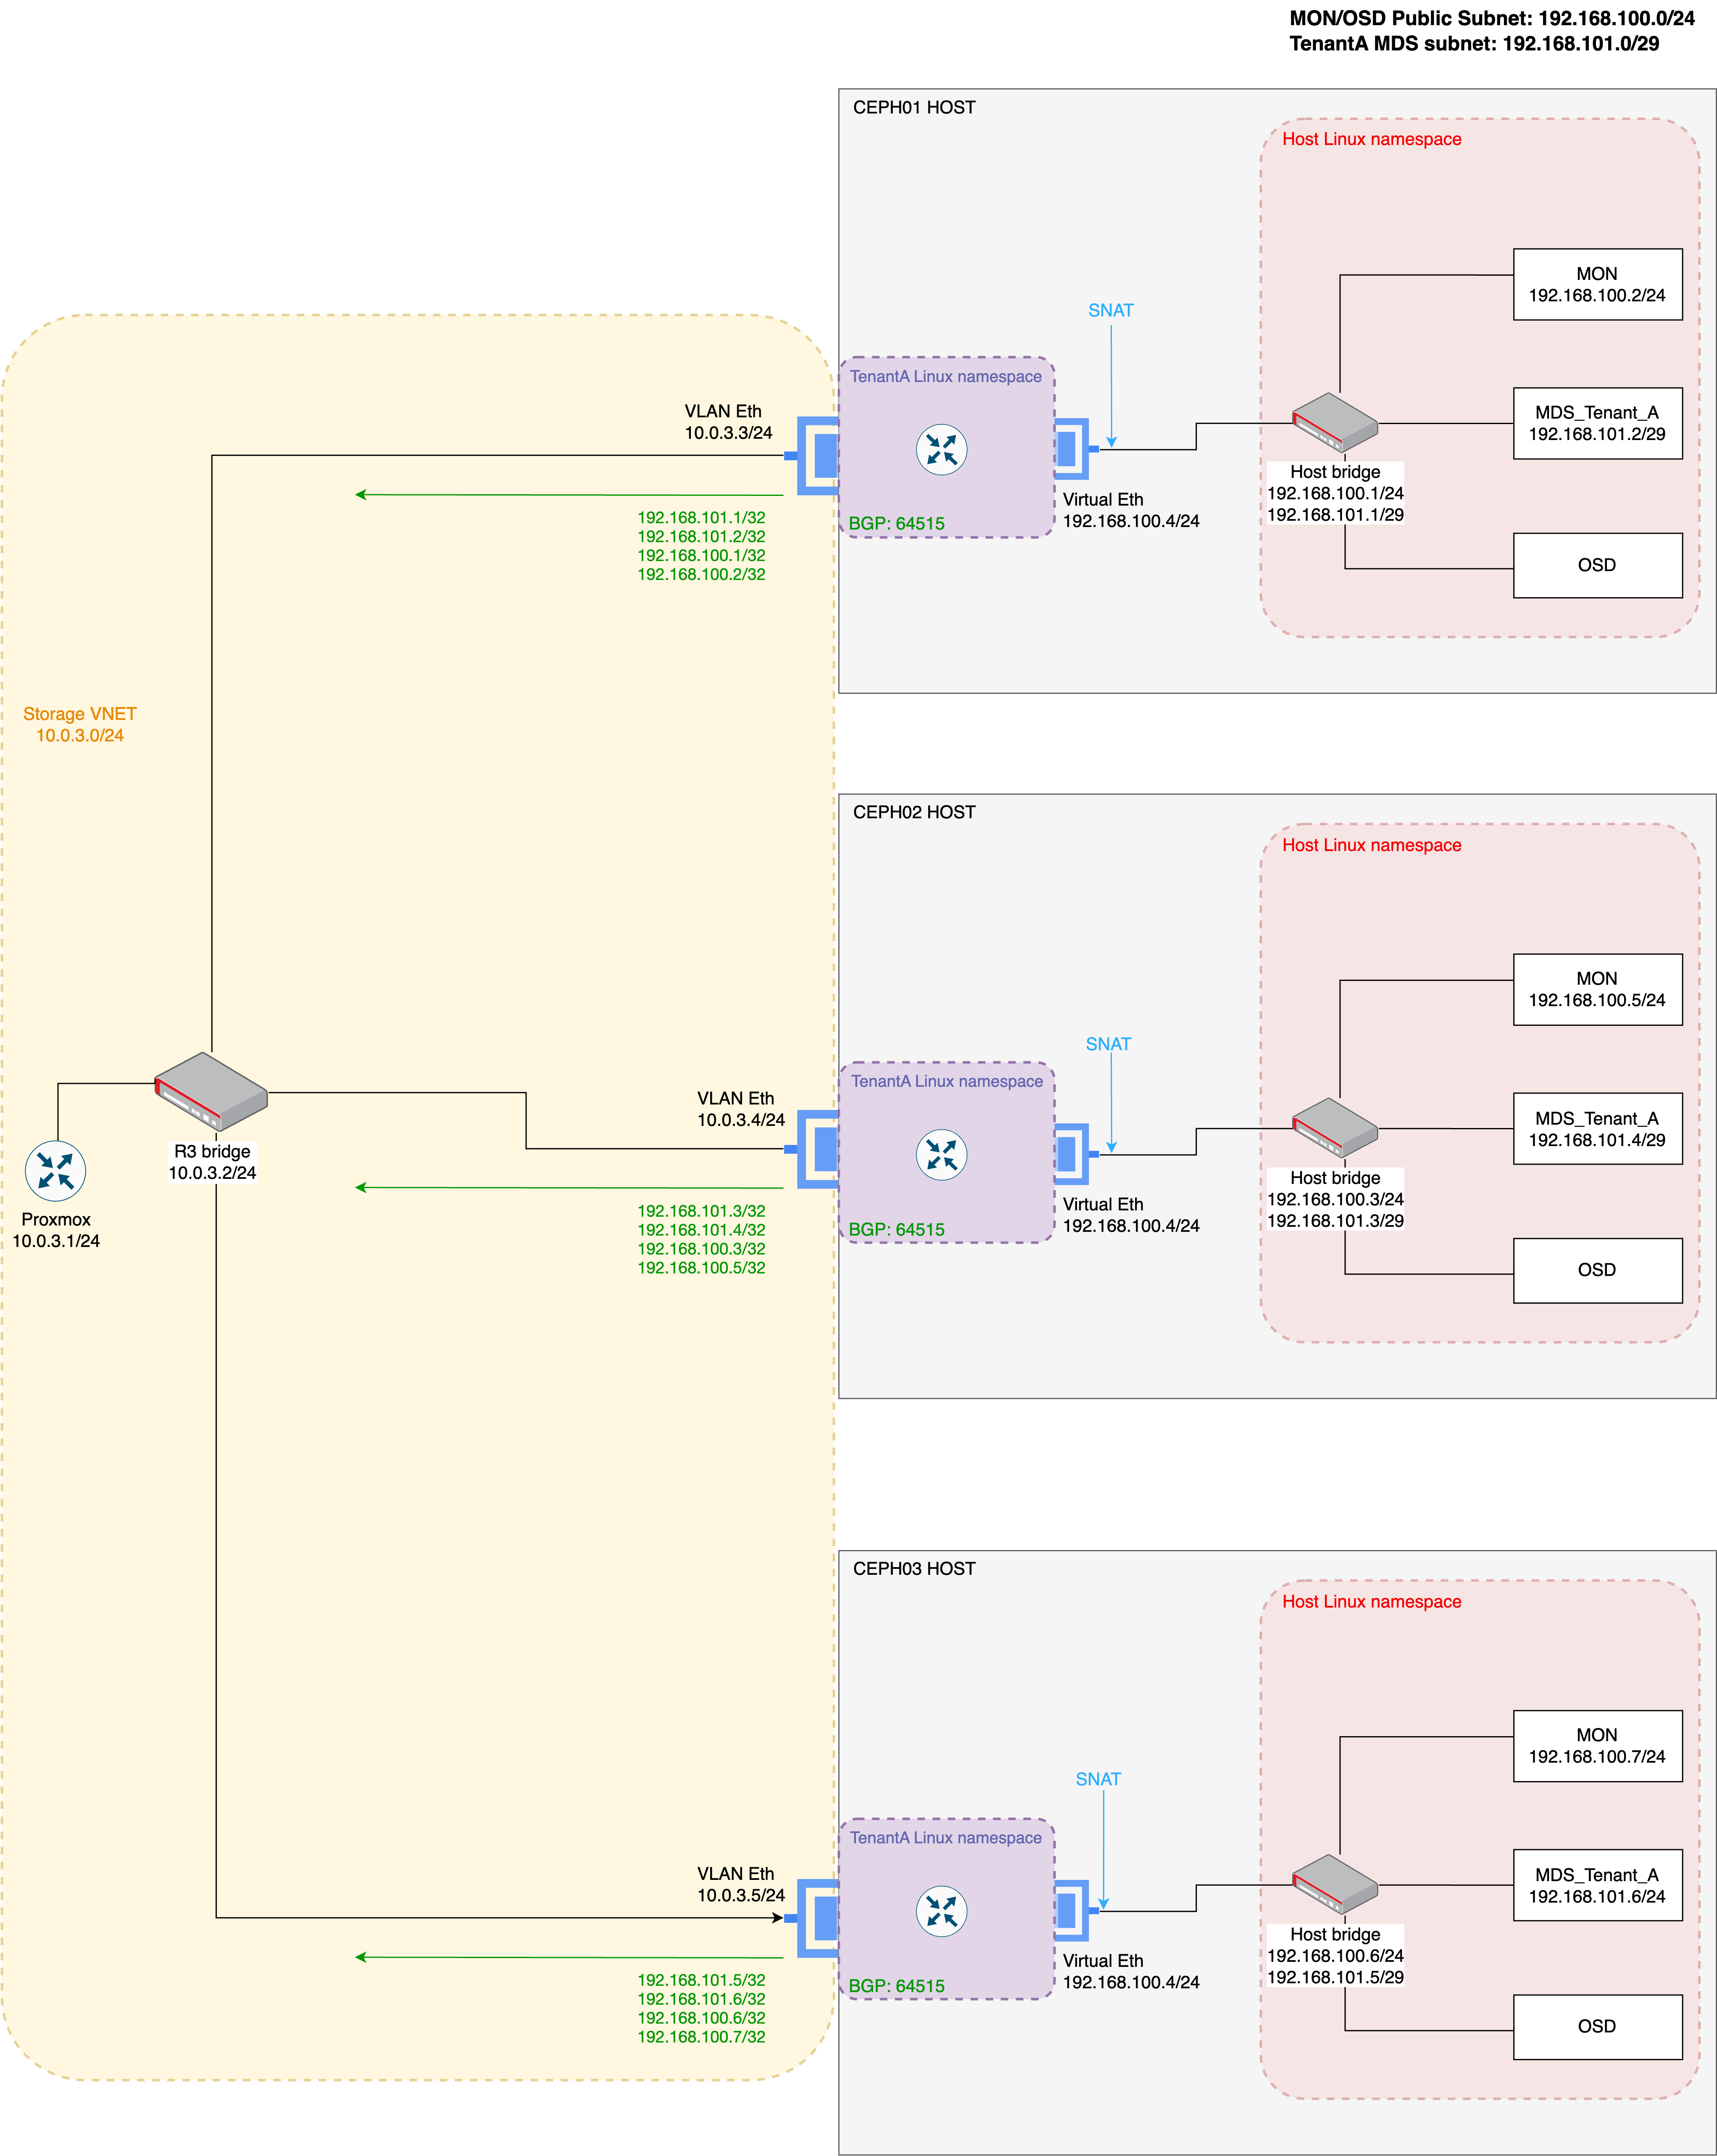 MON/OSD Public Subnet: 192.168.100.0/24
TenantA MDS subnet: 192.168.101.0/29
CEPH01 HOST
Host Linux namespace
MON
192.168.100.2/24
SNAT
TenantA Linux namespace
VLAN Eth
10.0.3.3/24
MDS_Tenant_A
192.168.101.2/29
Host bridge
192.168.100.1/24
192.168.101.1/29
Virtual Eth
192.168.100.4/24
BGP: 64515
192.168.101.1/32
192.168.101.2/32
192.168.100.1/32
192.168.100.2/32
OSD
Storage VNET
10.0.3.0/24
CEPH02 HOST
Host Linux namespace
MON
192.168.100.5/24
SNAT
TenantA Linux namespace
VLAN Eth
10.0.3.4/24
MDS_Tenant_A
192.168.101.4/29
R3 bridge
10.0.3.2/24
Proxmox
10.0.3.1/24
Host bridge
192.168.100.3/24
192.168.101.3/29
Virtual Eth
192.168.100.4/24
BGP: 64515
192.168.101.3/32
192.168.101.4/32
192.168.100.3/32
192.168.100.5/32
OSD
CEPH03 HOST
Host Linux namespace
MON
192.168.100.7/24
SNAT
TenantA Linux namespace
VLAN Eth
10.0.3.5/24
MDS_Tenant_A
192.168.101.6/24
Host bridge
192.168.100.6/24
192.168.101.5/29
Virtual Eth
192.168.100.4/24
BGP: 64515
192.168.101.5/32
192.168.101.6/32
192.168.100.6/32
192.168.100.7/32
OSD